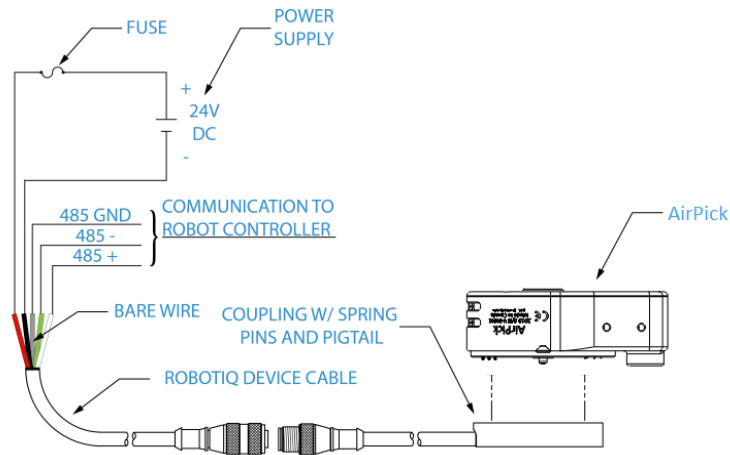 FUSE
POWER
SUPPLY
+
24V
DC
-
485 GND
485 -
485 +
COMMUNICATION TO
ROBOT CONTROLLER
AirPick
BARE WIRE
COUPLING W/ SPRING
PINS AND PIGTAIL
ROBOTIQ DEVICE CABLE
AirPick